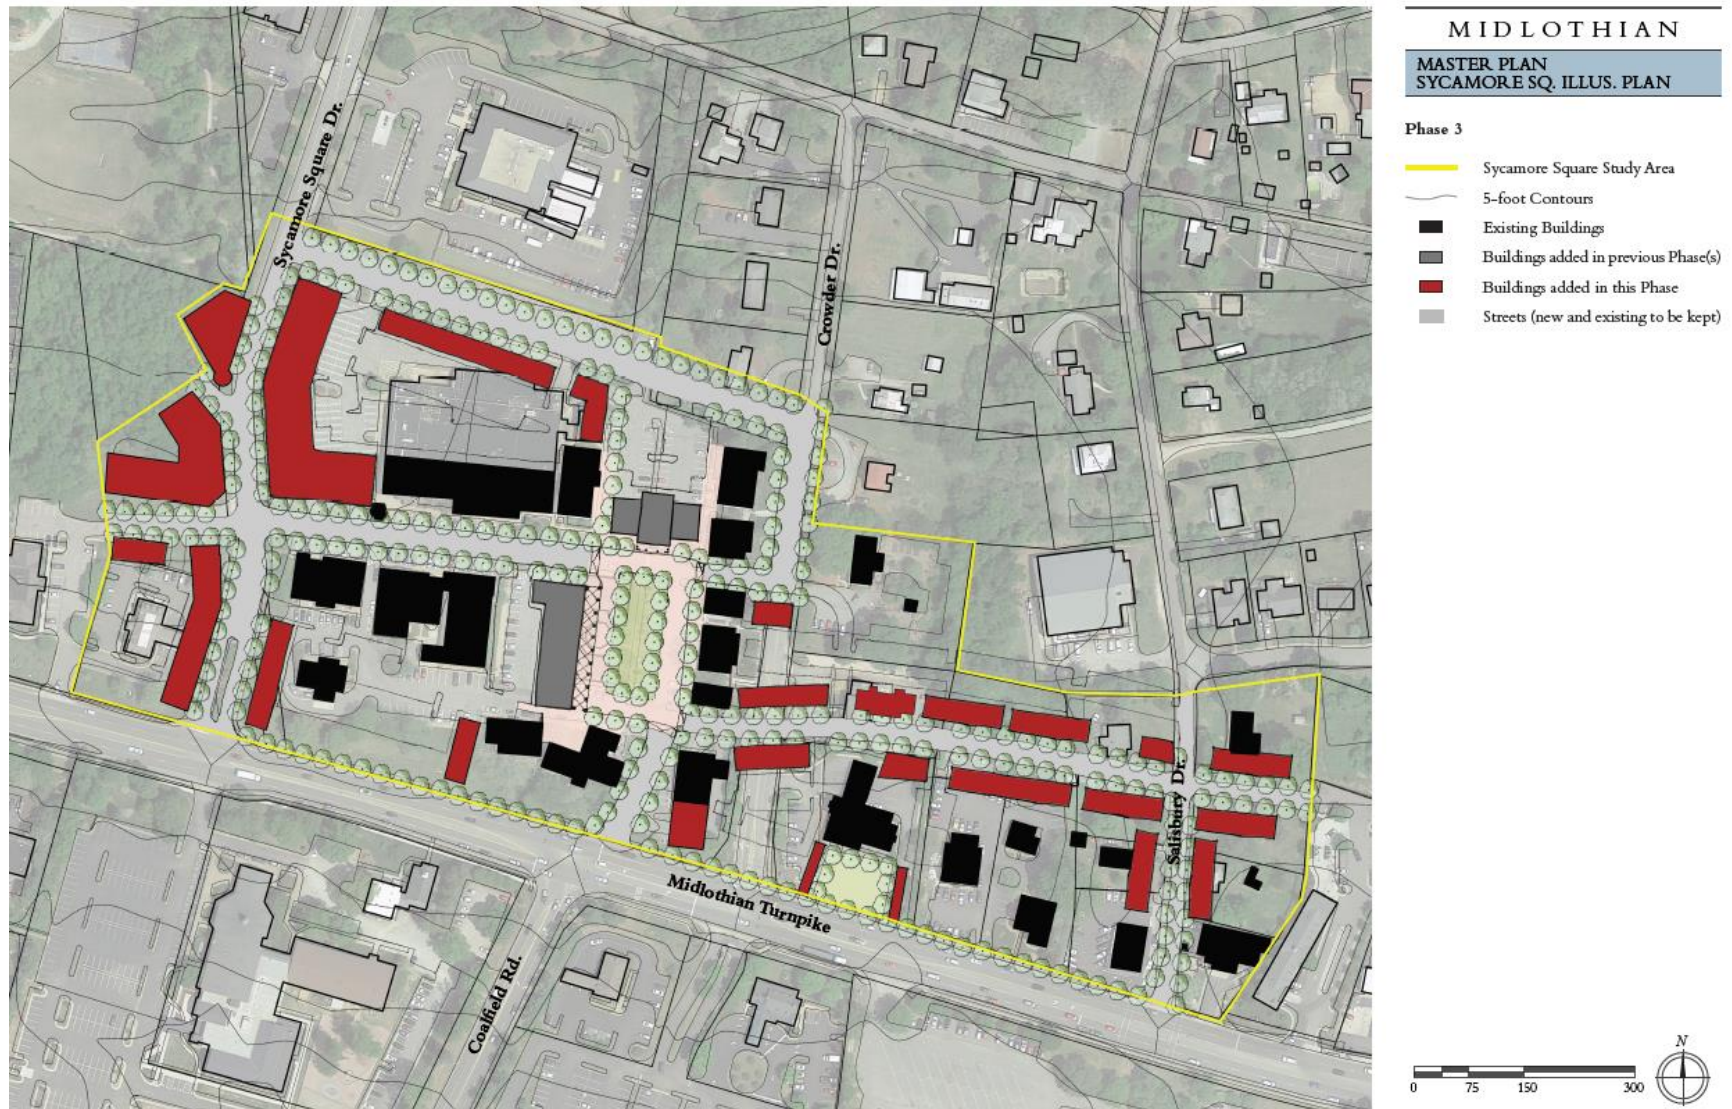 MIDLOTHIAN
MASTER PLAN
SYCAMORE SQ. ILLUS. PLAN
Phase 3
Sycamore Square Study Area
5-foot Contours
Existing Buildings
Buildings added in previous Phase(s)
Buildings added in this Phase
Streets (new and existing to be kept)
Sycamore Square Dr.
Crowder Dr.
Salisbury Dr.
Midlothian Turnpike
Coalfield Rd.
N
0 75 150 300